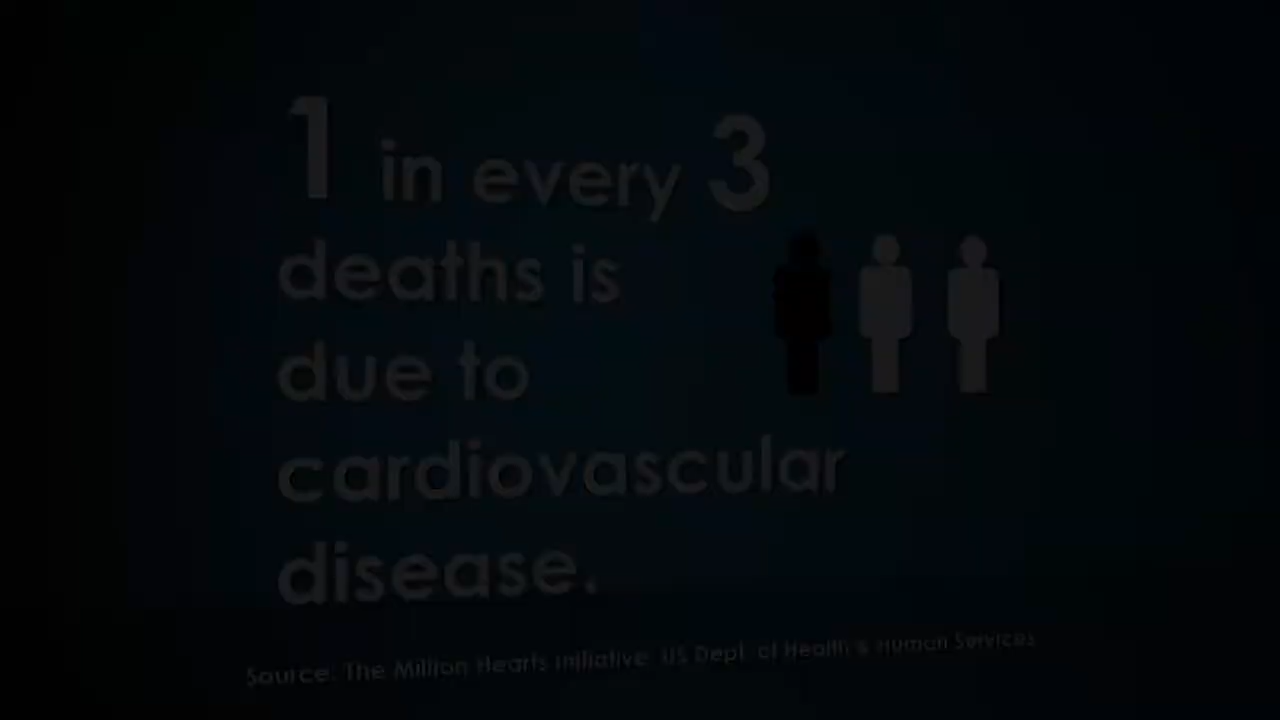 1 in every 3
deaths is
due to
cardiovascular
disease.
Source: The Million Hearts Initiative, US Dept. of Health & Human Services